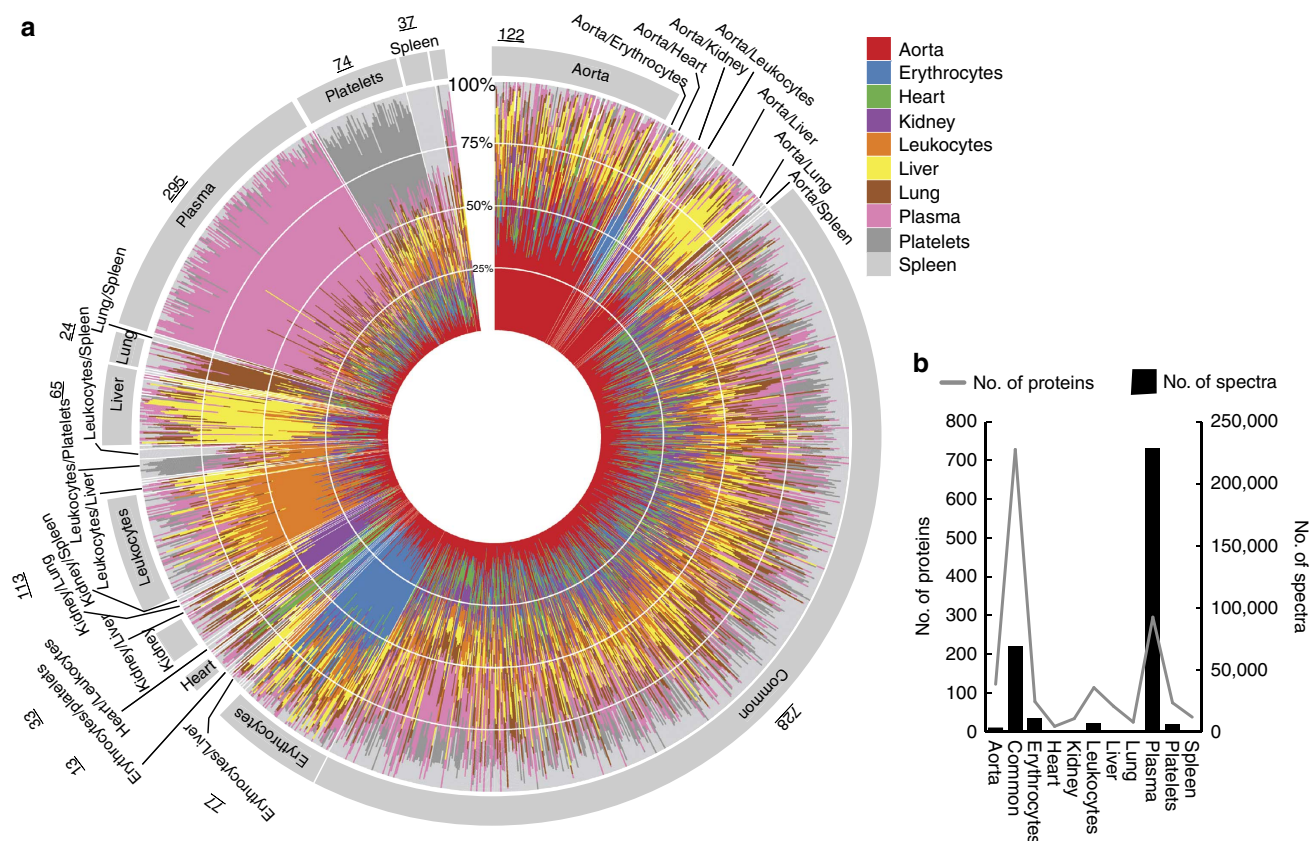 a
122
Aorta
Aorta/Erythrocytes
Aorta/Heart
Aorta/Kidney
Aorta/Leukocytes
Aorta/Liver
Aorta/Lung
Aorta/Spleen
Common
728
Erythrocytes
77
Erythrocytes/Liver
Erythrocytes/platelets
Heart
13
Heart/Leukocytes
Kidney
33
Kidney/Liver
Kidney/Lung
Kidney/Spleen
Leukocytes
113
Leukocytes/Liver
Leukocytes/Platelets
Leukocytes/Spleen
Liver
65
Lung
24
Lung/Spleen
Plasma
295
Platelets
74
Spleen
37
100%
75%
50%
25%
Aorta
Erythrocytes
Heart
Kidney
Leukocytes
Liver
Lung
Plasma
Platelets
Spleen
b
No. of proteins
No. of spectra
No. of proteins
800
700
600
500
400
300
200
100
0
250,000
200,000
150,000
100,000
50,000
0
No. of spectra
Aorta
Common
Erythrocytes
Heart
Kidney
Leukocytes
Liver
Lung
Plasma
Platelets
Spleen